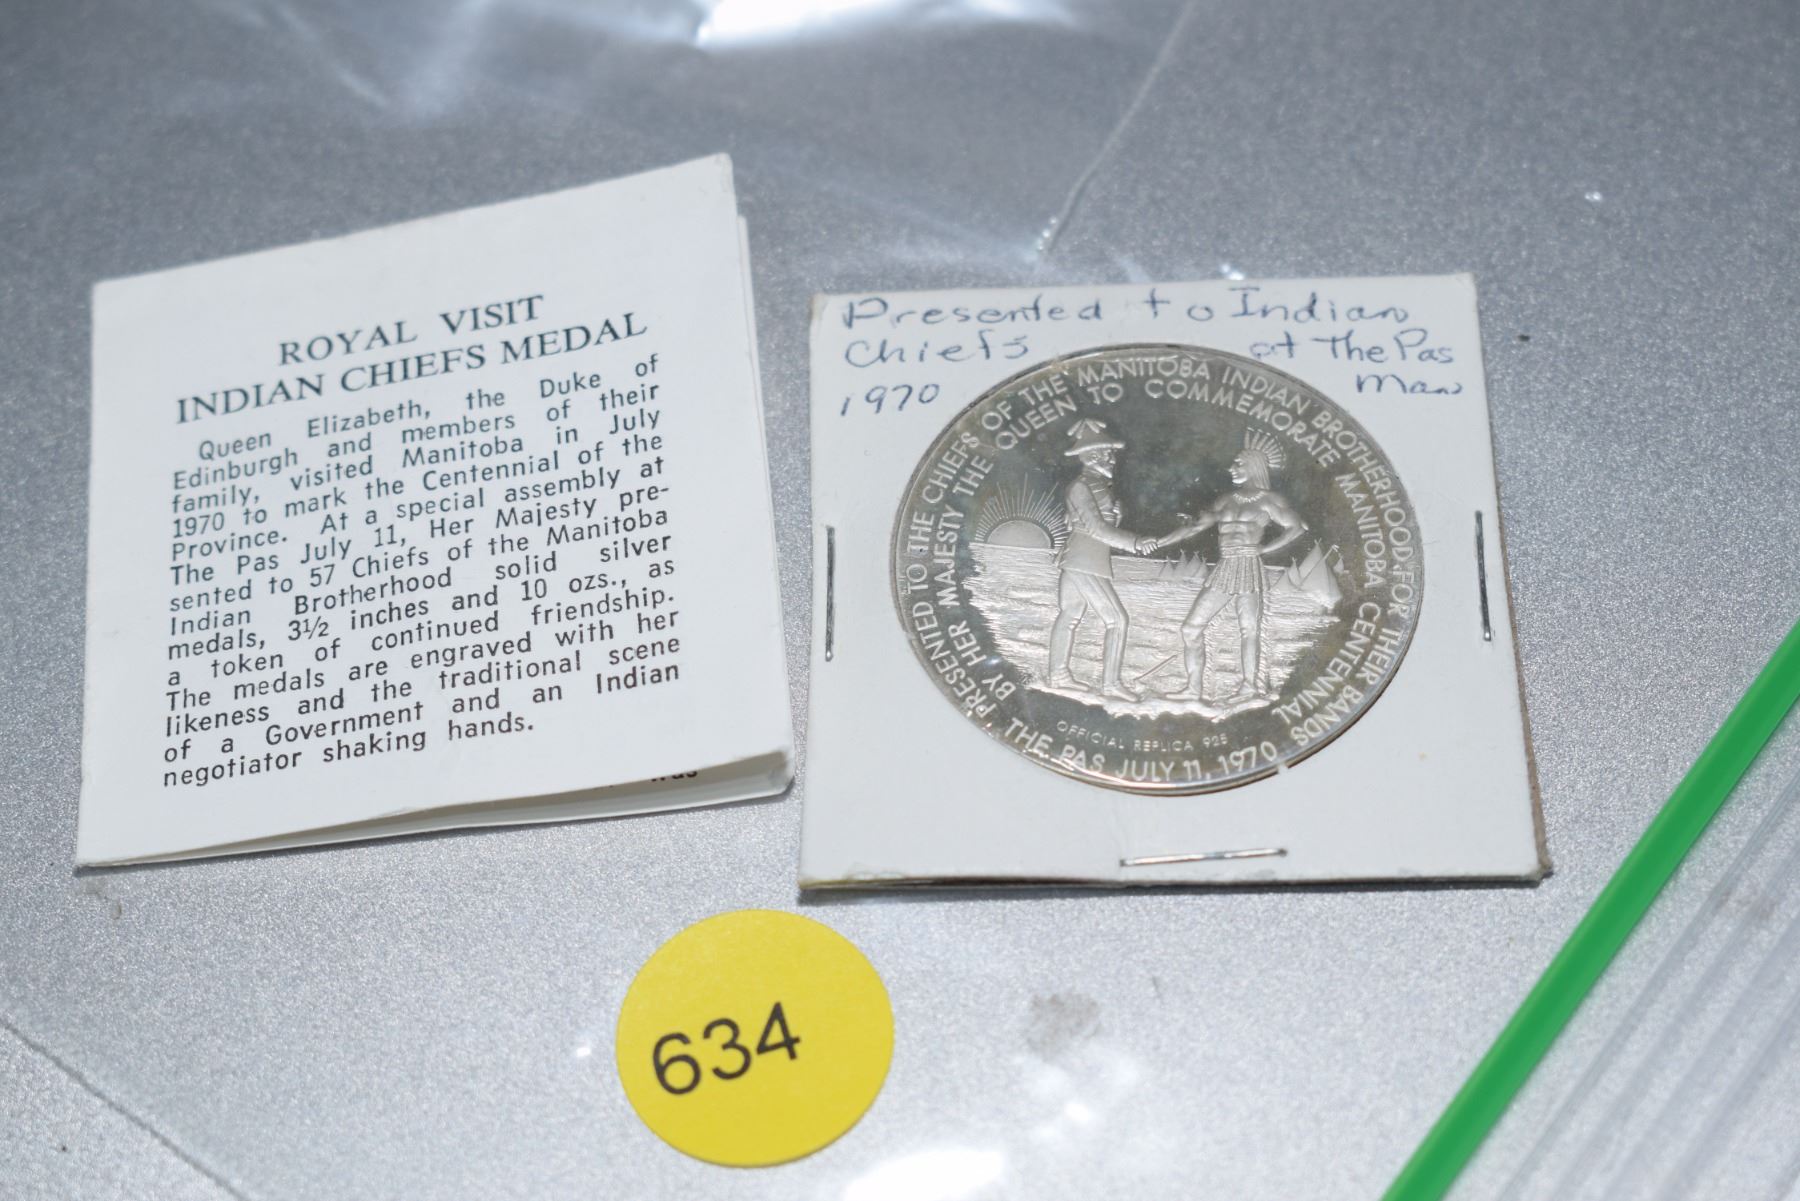 ROYAL VISIT
INDIAN CHIEFS MEDAL
Queen Elizabeth, the Duke of
Edinburgh and members of their
family, visited Manitoba in July
1970 to mark the Centennial of the
Province. At a special assembly at
The Pas July 11, Her Majesty pre-
sented to 57 Chiefs of the Manitoba
Indian Brotherhood solid silver
medals, 3½ inches and 10 ozs., as
a token of continued friendship.
The medals are engraved with her
likeness and the traditional scene
of a Government and an Indian
negotiator shaking hands.
was
Presented to Indian
Chiefs at The Pas
1970 Man
PRESENTED TO THE CHIEFS OF THE MANITOBA INDIAN BROTHERHOOD. FOR THEIR BANDS
BY HER MAJESTY THE QUEEN TO COMMEMORATE MANITOBA CENTENNIAL
OFFICIAL REPLICA 925
THE PAS JULY 11, 1970
634